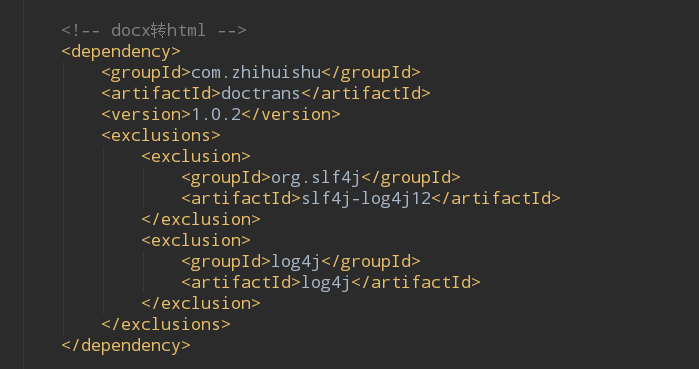 <!-- docx转html -->
<dependency>
    <groupId>com.zhihuishu</groupId>
    <artifactId>doctrans</artifactId>
    <version>1.0.2</version>
    <exclusions>
        <exclusion>
            <groupId>org.slf4j</groupId>
            <artifactId>slf4j-log4j12</artifactId>
        </exclusion>
        <exclusion>
            <groupId>log4j</groupId>
            <artifactId>log4j</artifactId>
        </exclusion>
    </exclusions>
</dependency>